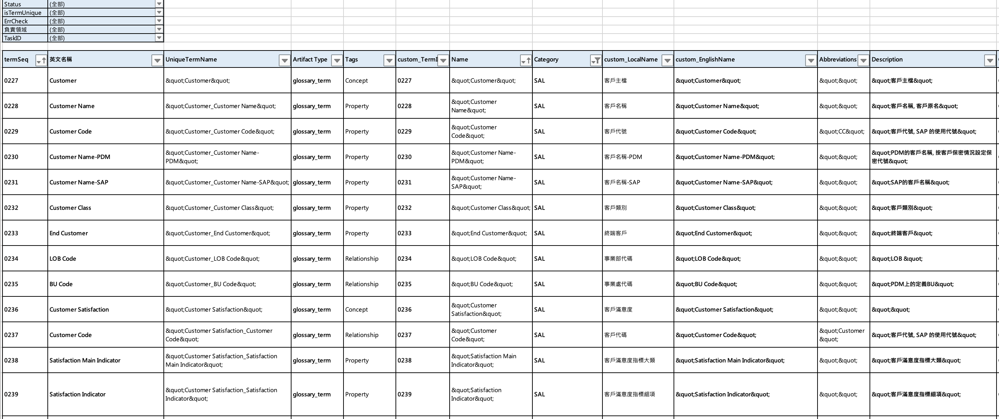 Status (全部)
isTermUnique (全部)
ErrCheck (全部)
負責領域 (全部)
TaskID (全部)
termSeq 英文名稱 UniqueTermName Artifact Type Tags custom_TermI Name Category custom_LocalName custom_EnglishName Abbreviations Description
0227 Customer &quot;Customer&quot; glossary_term Concept 0227 &quot;Customer&quot; SAL 客戶主檔 &quot;Customer&quot; &quot;&quot; &quot;客戶主檔&quot;
0228 Customer Name &quot;Customer_Customer Name&quot; glossary_term Property 0228 &quot;Customer Name&quot; SAL 客戶名稱 &quot;Customer Name&quot; &quot;&quot; &quot;客戶名稱, 客戶原名&quot;
0229 Customer Code &quot;Customer_Customer Code&quot; glossary_term Property 0229 &quot;Customer Code&quot; SAL 客戶代號 &quot;Customer Code&quot; &quot;CC&quot; &quot;客戶代號, SAP 的使用代號&quot;
0230 Customer Name-PDM &quot;Customer_Customer Name-PDM&quot; glossary_term Property 0230 &quot;Customer Name-PDM&quot; SAL 客戶名稱-PDM &quot;Customer Name-PDM&quot; &quot;&quot; &quot;PDM的客戶名稱, 按客戶保密情況設定保密代號&quot;
0231 Customer Name-SAP &quot;Customer_Customer Name-SAP&quot; glossary_term Property 0231 &quot;Customer Name-SAP&quot; SAL 客戶名稱-SAP &quot;Customer Name-SAP&quot; &quot;&quot; &quot;SAP的客戶名稱&quot;
0232 Customer Class &quot;Customer_Customer Class&quot; glossary_term Property 0232 &quot;Customer Class&quot; SAL 客戶類別 &quot;Customer Class&quot; &quot;&quot; &quot;客戶類別&quot;
0233 End Customer &quot;Customer_End Customer&quot; glossary_term Property 0233 &quot;End Customer&quot; SAL 終端客戶 &quot;End Customer&quot; &quot;&quot; &quot;終端客戶&quot;
0234 LOB Code &quot;Customer_LOB Code&quot; glossary_term Relationship 0234 &quot;LOB Code&quot; SAL 事業部代碼 &quot;LOB Code&quot; &quot;&quot; &quot;LOB &quot;
0235 BU Code &quot;Customer_BU Code&quot; glossary_term Relationship 0235 &quot;BU Code&quot; SAL 事業處代碼 &quot;BU Code&quot; &quot;&quot; &quot;PDM上的定義BU&quot;
0236 Customer Satisfaction &quot;Customer Satisfaction&quot; glossary_term Concept 0236 &quot;Customer Satisfaction&quot; SAL 客戶滿意度 &quot;Customer Satisfaction&quot; &quot;&quot; &quot;&quot;
0237 Customer Code &quot;Customer Satisfaction_Customer Code&quot; glossary_term Relationship 0237 &quot;Customer Code&quot; SAL 客戶代碼 &quot;Customer Code&quot; &quot;Customer &quot; &quot;客戶代號, SAP 的使用代號&quot;
0238 Satisfaction Main Indicator &quot;Customer Satisfaction_Satisfaction Main Indicator&quot; glossary_term Property 0238 &quot;Satisfaction Main Indicator&quot; SAL 客戶滿意度指標大類 &quot;Satisfaction Main Indicator&quot; &quot;&quot; &quot;客戶滿意度指標大類&quot;
0239 Satisfaction Indicator &quot;Customer Satisfaction_Satisfaction Indicator&quot; glossary_term Property 0239 &quot;Satisfaction Indicator&quot; SAL 客戶滿意度指標細項 &quot;Satisfaction Indicator&quot; &quot;&quot; &quot;客戶滿意度指標細項&quot;